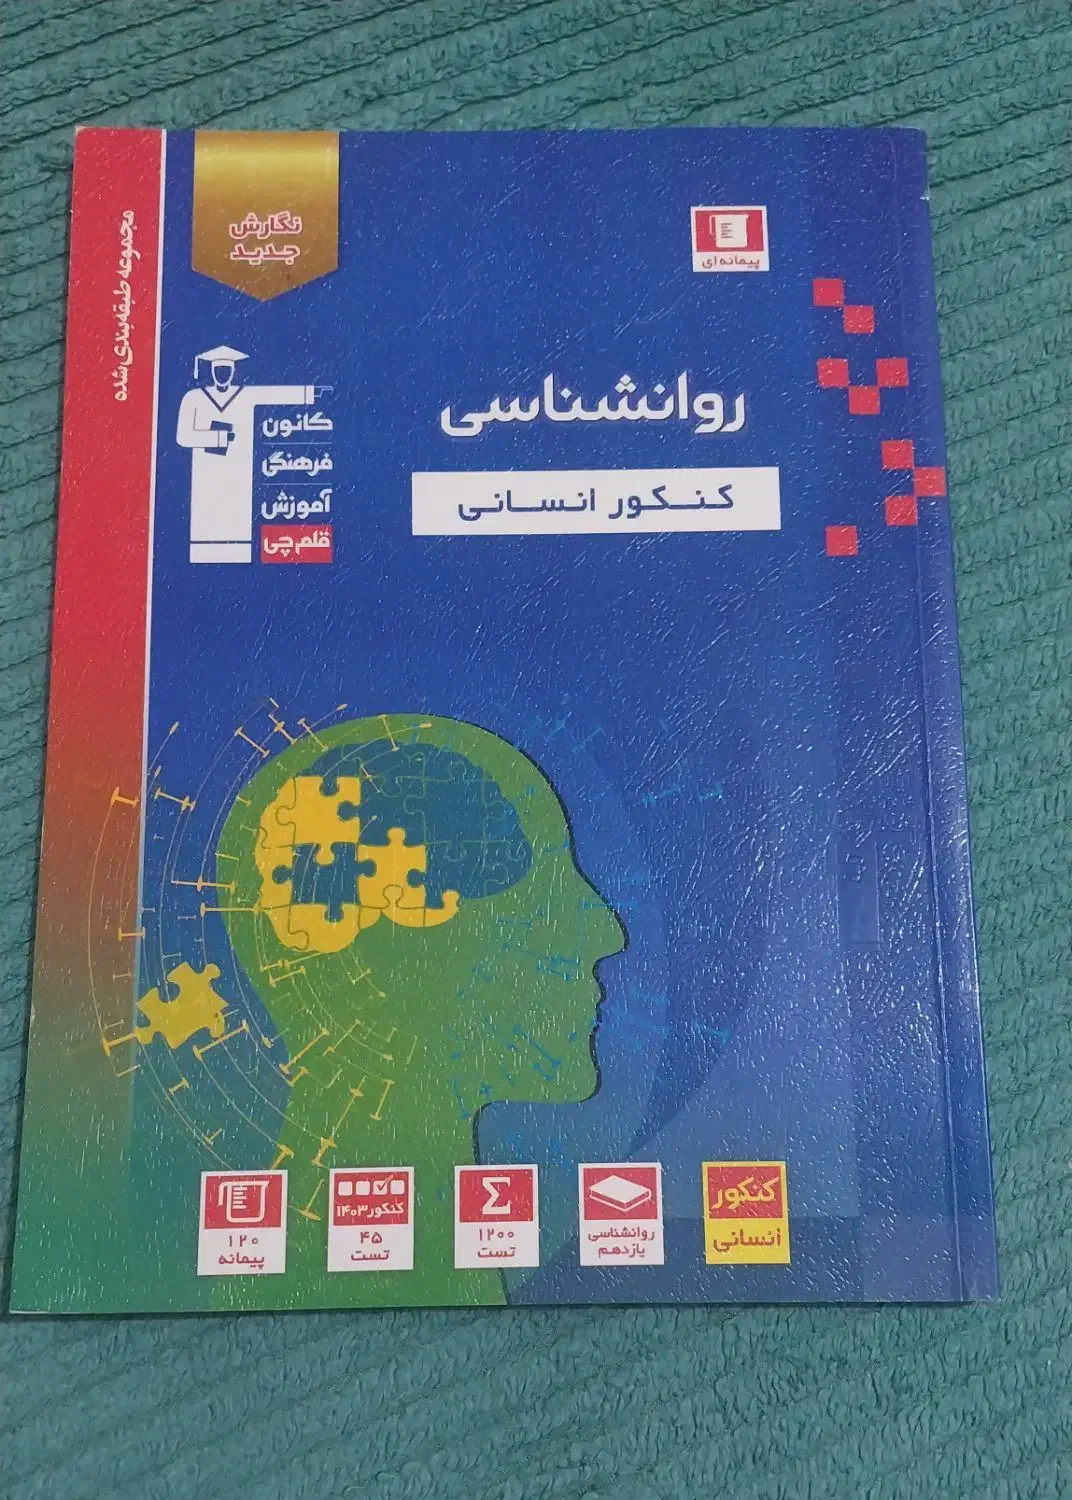 مجموعه طبقه‌بندی شده
نگارش
جدید
پیمانه‌ای
کانون
فرهنگی
آموزش
قلم‌چی
روانشناسی
کنکور انسانی
کنکور
انسانی
روانشناسی
یازدهم
Σ
۱۲۰۰
تست
کنکور ۱۴۰۳
۴۵
تست
۱۲۰
پیمانه